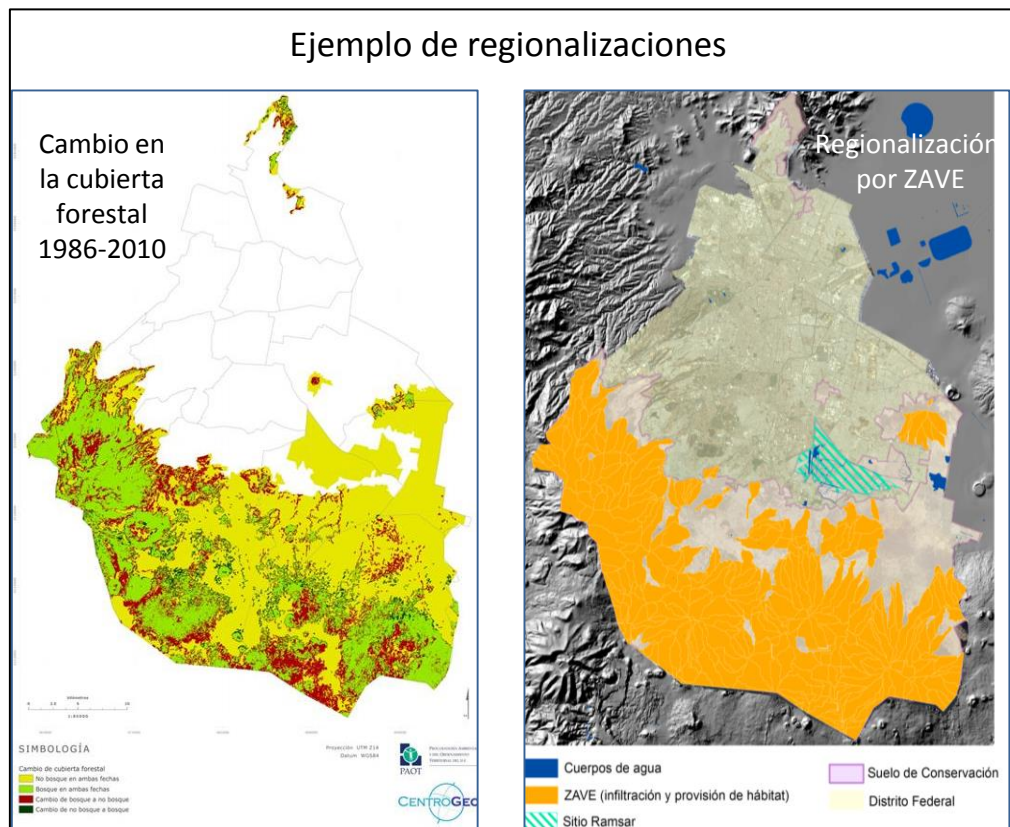 Ejemplo de regionalizaciones
Cambio en
la cubierta
forestal
1986-2010
SIMBOLOGÍA
Cambio de cubierta forestal
No bosque en ambas fechas
Bosque en ambas fechas
Cambio de bosque a no bosque
Cambio de no bosque a bosque
Proyección UTM
Datum WGS84
PAOT
CENTROGEO
Regionalización
por ZAVE
Cuerpos de agua
ZAVE (infiltración y provisión de hábitat)
Sitio Ramsar
Suelo de Conservación
Distrito Federal